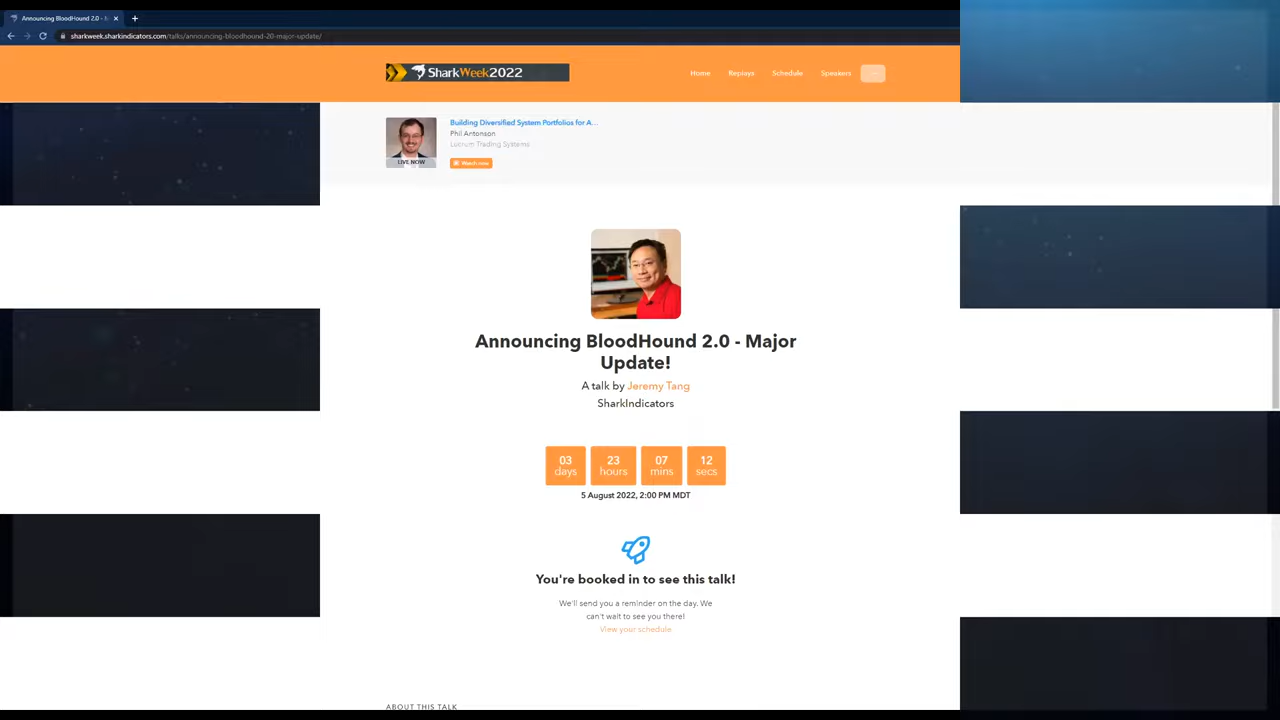 Announcing BloodHound 2.0 - M
sharkweek.sharkindicators.com/talks/announcing-bloodhound-20-major-update/
SharkWeek2022
Home
Replays
Schedule
Speakers
Building Diversified System Portfolios for A...
Phil Antonson
Lucrum Trading Systems
LIVE NOW
Watch now
Announcing BloodHound 2.0 - Major
Update!
A talk by Jeremy Tang
SharkIndicators
03 23 07 12
days hours mins secs
5 August 2022, 2:00 PM MDT
You're booked in to see this talk!
We'll send you a reminder on the day. We
can't wait to see you there!
View your schedule
ABOUT THIS TALK